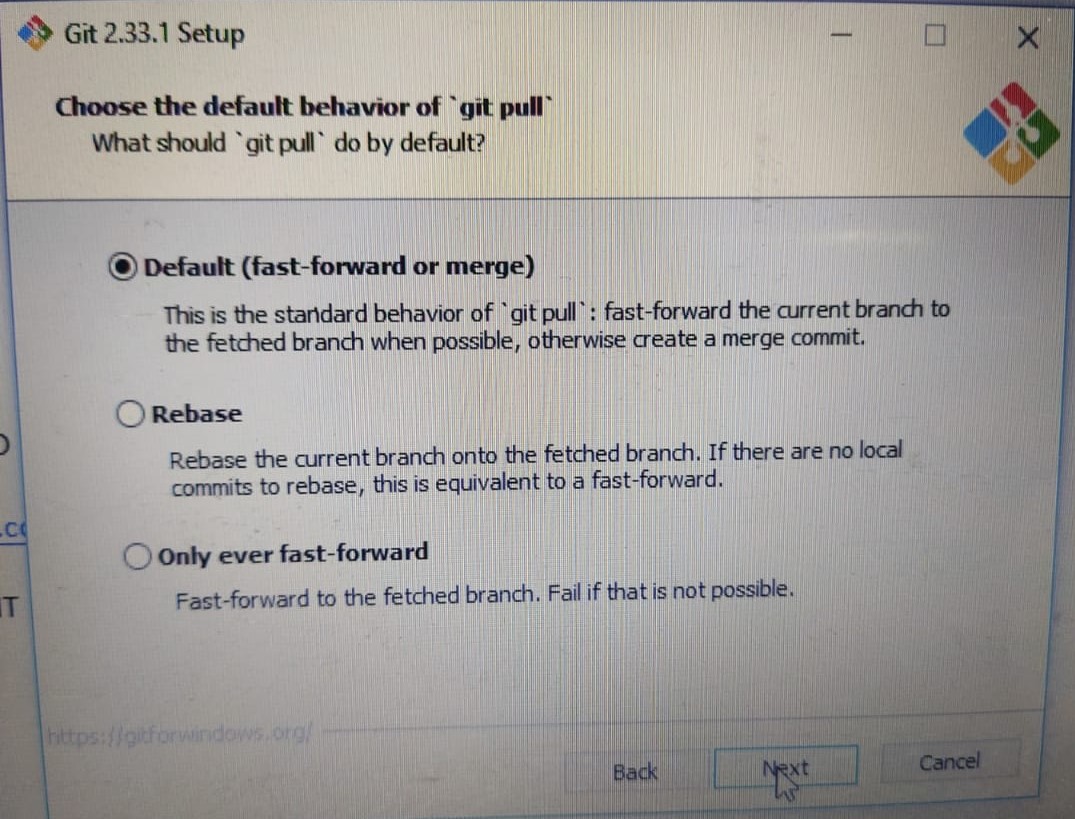 Git 2.33.1 Setup
Choose the default behavior of `git pull`
What should `git pull` do by default?
Default (fast-forward or merge)
This is the standard behavior of `git pull`: fast-forward the current branch to
the fetched branch when possible, otherwise create a merge commit.
Rebase
Rebase the current branch onto the fetched branch. If there are no local
commits to rebase, this is equivalent to a fast-forward.
Only ever fast-forward
Fast-forward to the fetched branch. Fail if that is not possible.
https://gitforwindows.org/
Back
Next
Cancel